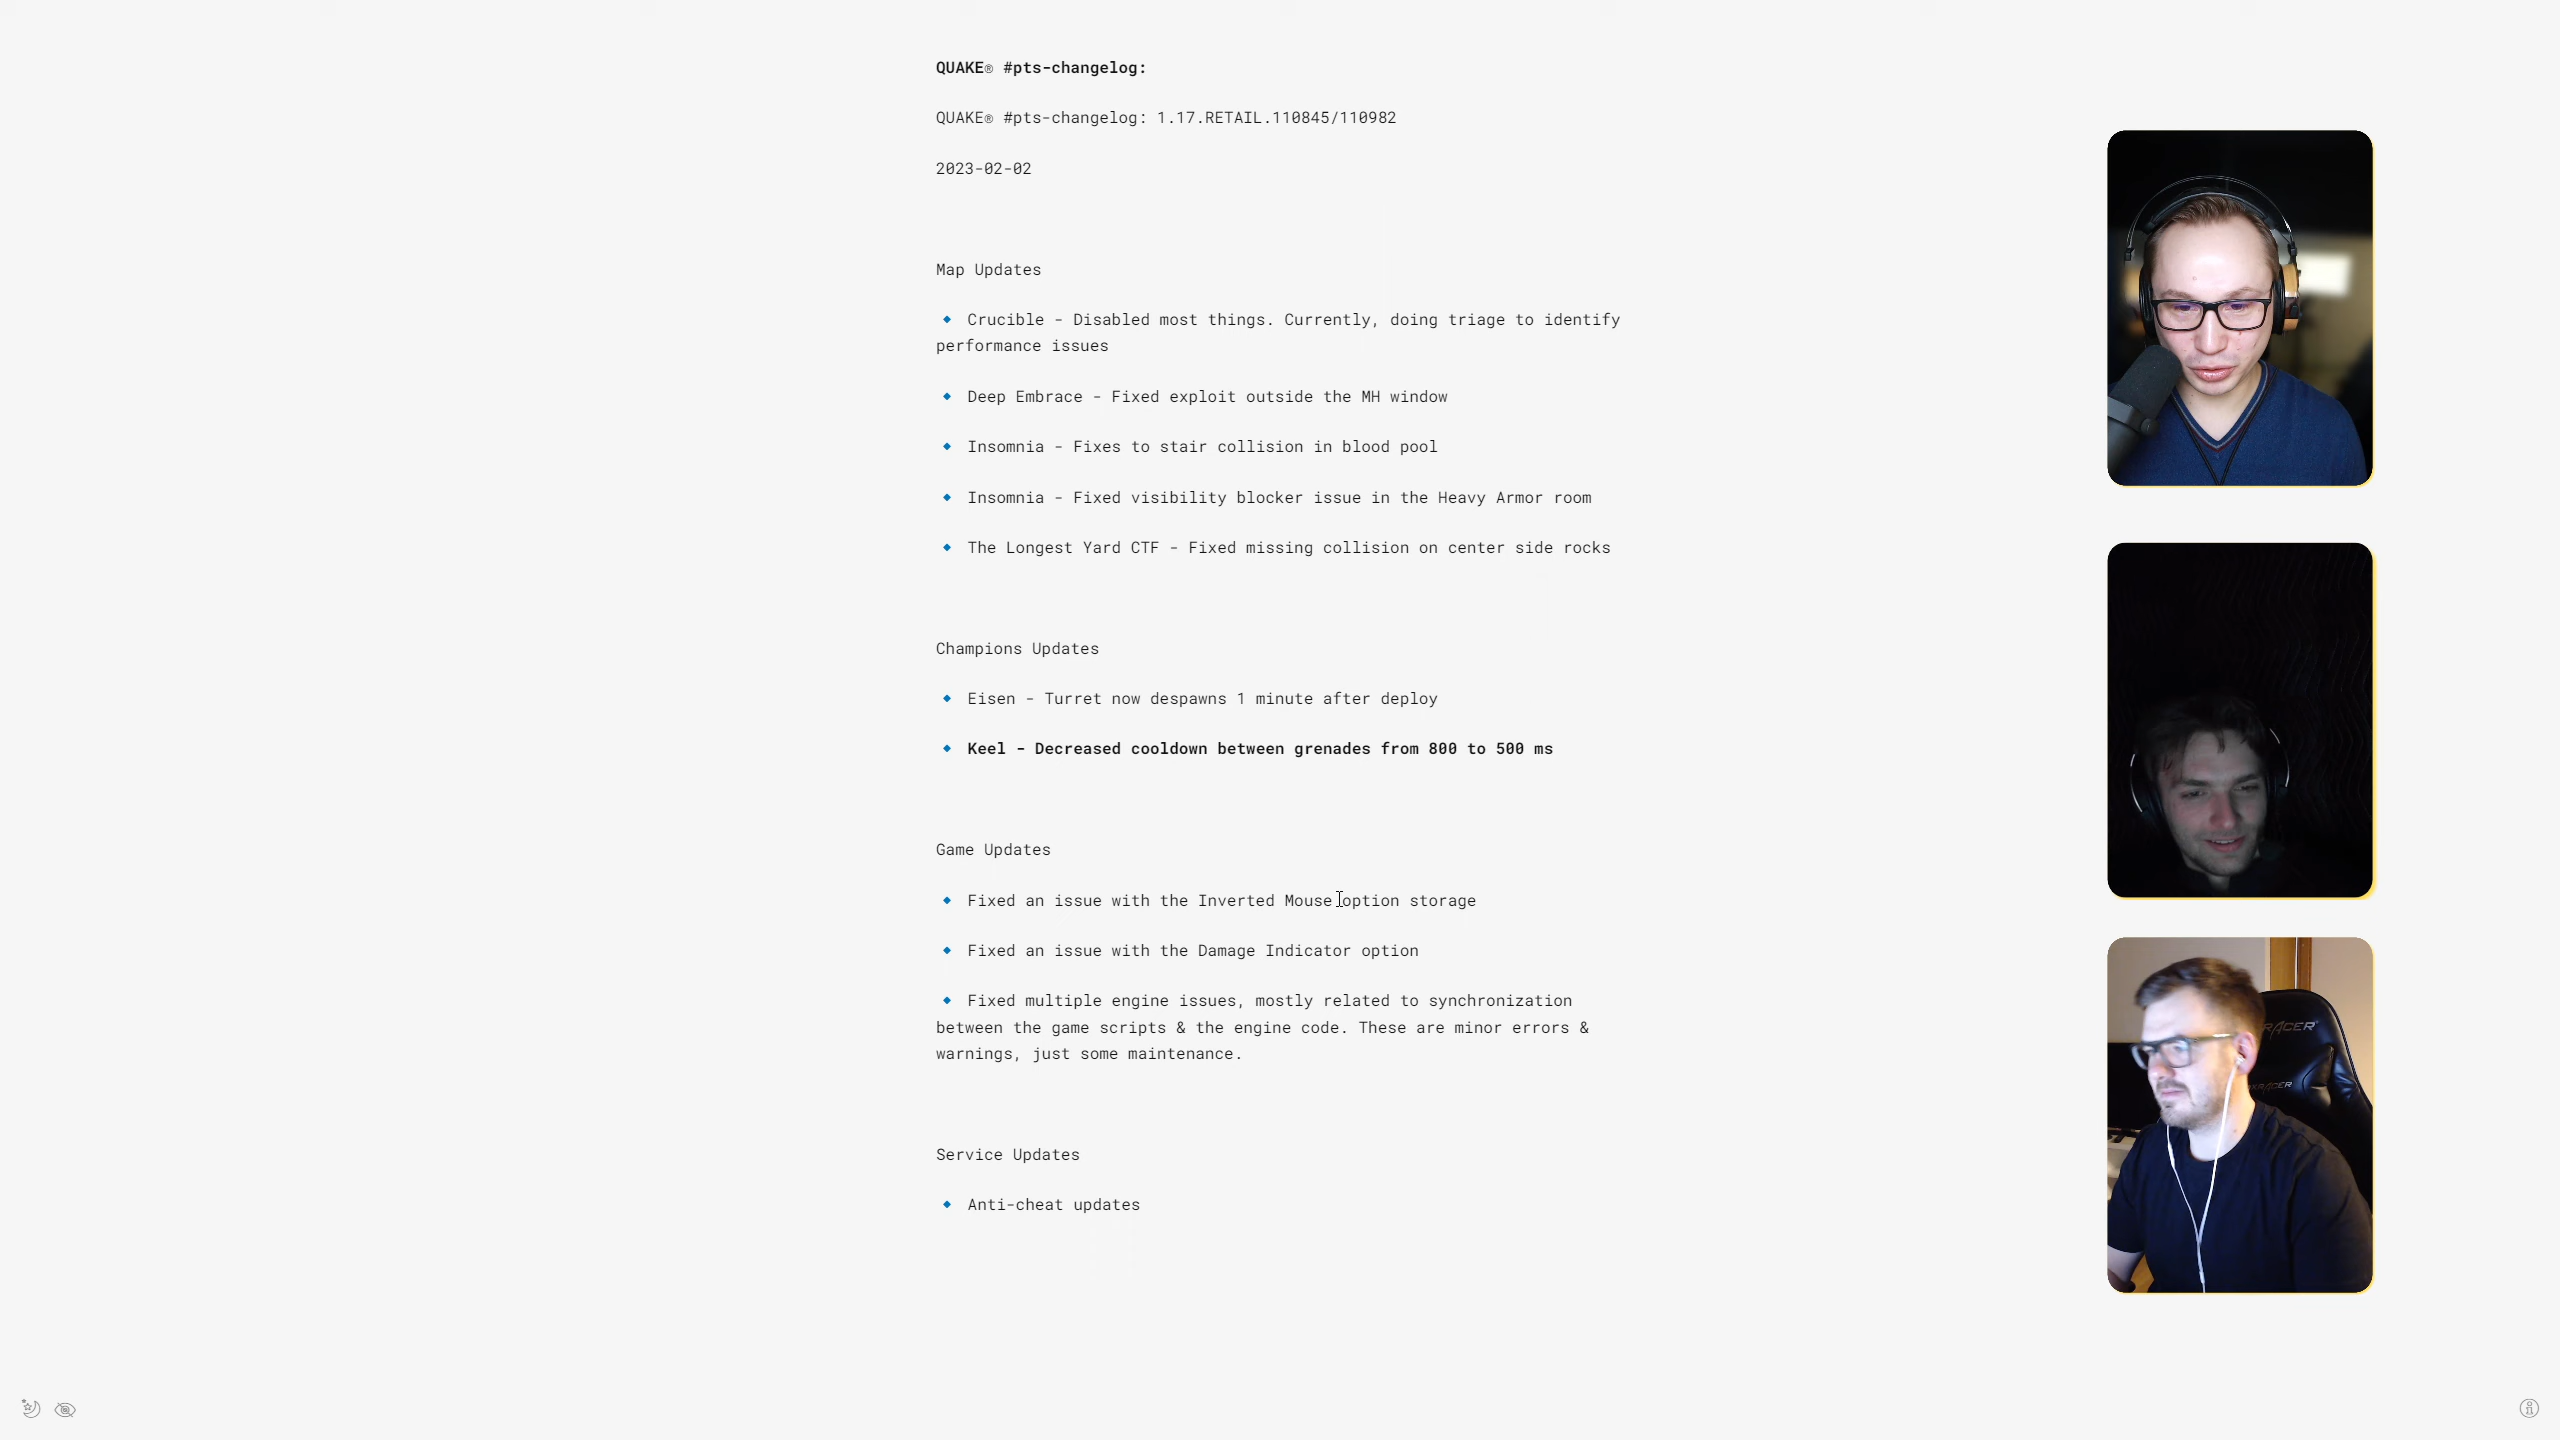 QUAKE® #pts-changelog:
QUAKE® #pts-changelog: 1.17.RETAIL.110845/110982
2023-02-02
Map Updates
🔹 Crucible - Disabled most things. Currently, doing triage to identify
performance issues
🔹 Deep Embrace - Fixed exploit outside the MH window
🔹 Insomnia - Fixes to stair collision in blood pool
🔹 Insomnia - Fixed visibility blocker issue in the Heavy Armor room
🔹 The Longest Yard CTF - Fixed missing collision on center side rocks
Champions Updates
🔹 Eisen - Turret now despawns 1 minute after deploy
🔹 Keel - Decreased cooldown between grenades from 800 to 500 ms
Game Updates
🔹 Fixed an issue with the Inverted Mouse option storage
🔹 Fixed an issue with the Damage Indicator option
🔹 Fixed multiple engine issues, mostly related to synchronization
between the game scripts & the engine code. These are minor errors &
warnings, just some maintenance.
Service Updates
🔹 Anti-cheat updates